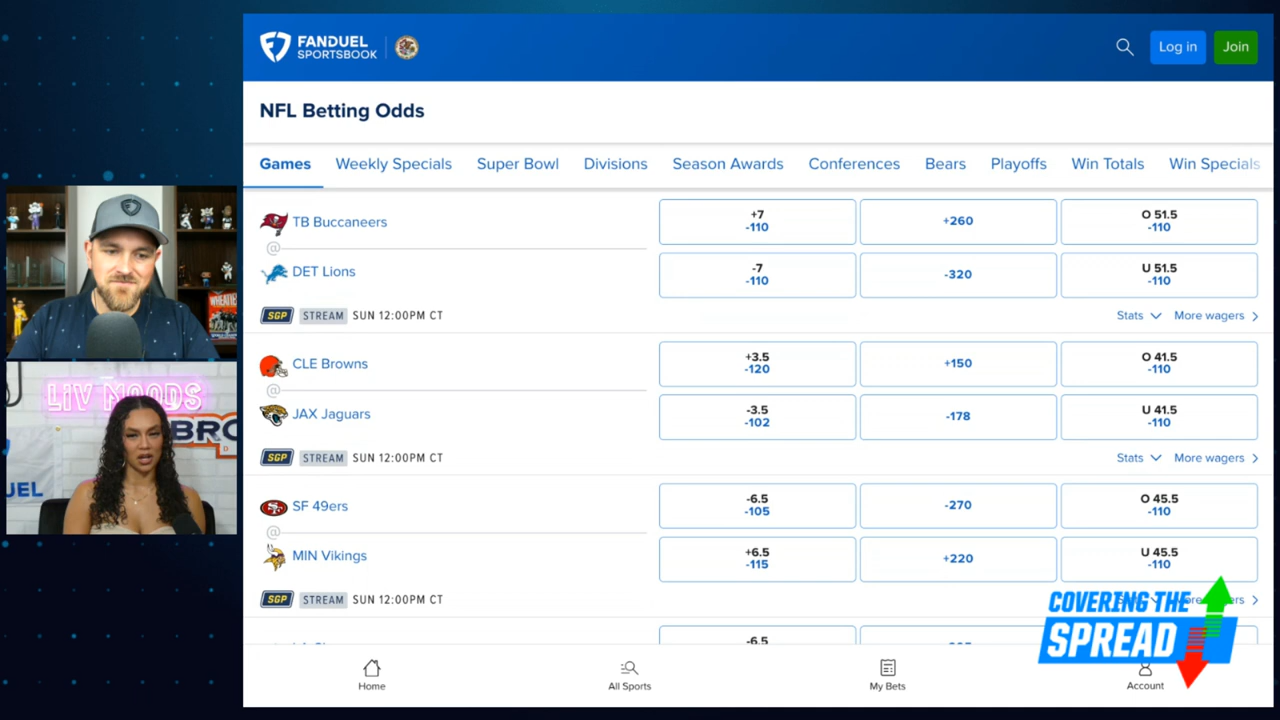 FANDUEL
SPORTSBOOK
Log in
Join
NFL Betting Odds
Games
Weekly Specials
Super Bowl
Divisions
Season Awards
Conferences
Bears
Playoffs
Win Totals
Win Specials
TB Buccaneers
+7
-110
+260
O 51.5
-110
@
DET Lions
-7
-110
-320
U 51.5
-110
SGP STREAM SUN 12:00PM CT
Stats
More wagers
CLE Browns
+3.5
-120
+150
O 41.5
-110
@
JAX Jaguars
-3.5
-102
-178
U 41.5
-110
SGP STREAM SUN 12:00PM CT
Stats
More wagers
SF 49ers
-6.5
-105
-270
O 45.5
-110
@
MIN Vikings
+6.5
-115
+220
U 45.5
-110
SGP STREAM SUN 12:00PM CT
-6.5
COVERING THE
SPREAD
Home
All Sports
My Bets
Account
LIV MOODS
BRO
D
UEL
WHEATIES